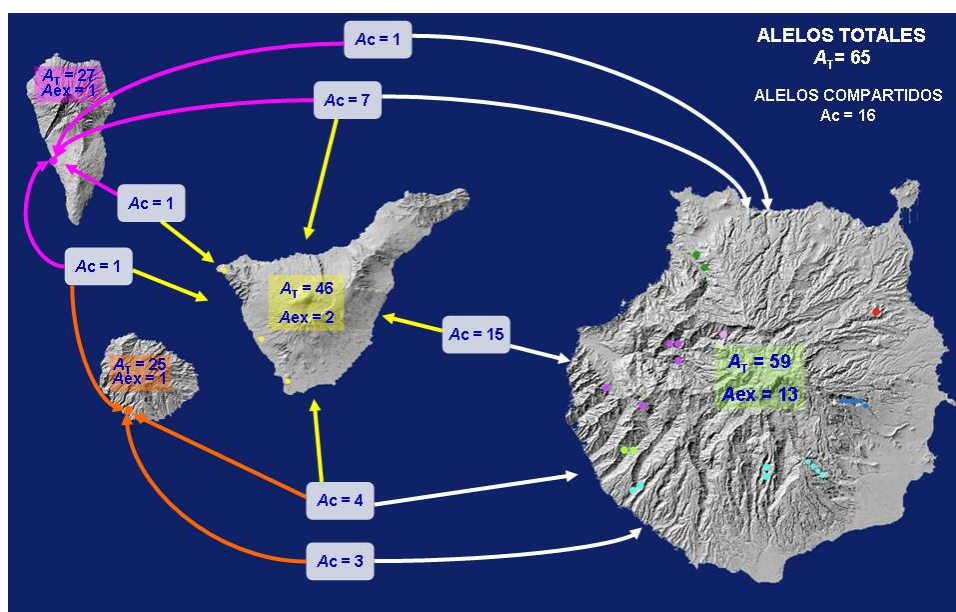 ALELOS TOTALES
AT= 65
ALELOS COMPARTIDOS
Ac = 16
Ac = 1
AT = 27
Aex = 1
Ac = 7
Ac = 1
Ac = 1
AT = 46
Aex = 2
Ac = 15
AT = 25
Aex = 1
AT = 59
Aex = 13
Ac = 4
Ac = 3